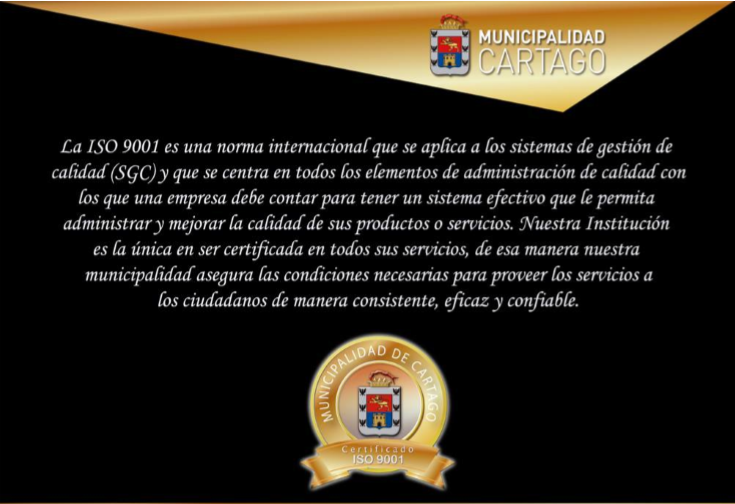 MUNICIPALIDAD
CARTAGO
La ISO 9001 es una norma internacional que se aplica a los sistemas de gestión de
calidad (SGC) y que se centra en todos los elementos de administración de calidad con
los que una empresa debe contar para tener un sistema efectivo que le permita
administrar y mejorar la calidad de sus productos o servicios. Nuestra Institución
es la única en ser certificada en todos sus servicios, de esa manera nuestra
municipalidad asegura las condiciones necesarias para proveer los servicios a
los ciudadanos de manera consistente, eficaz y confiable.
MUNICIPALIDAD DE CARTAGO
Certificado
ISO 9001